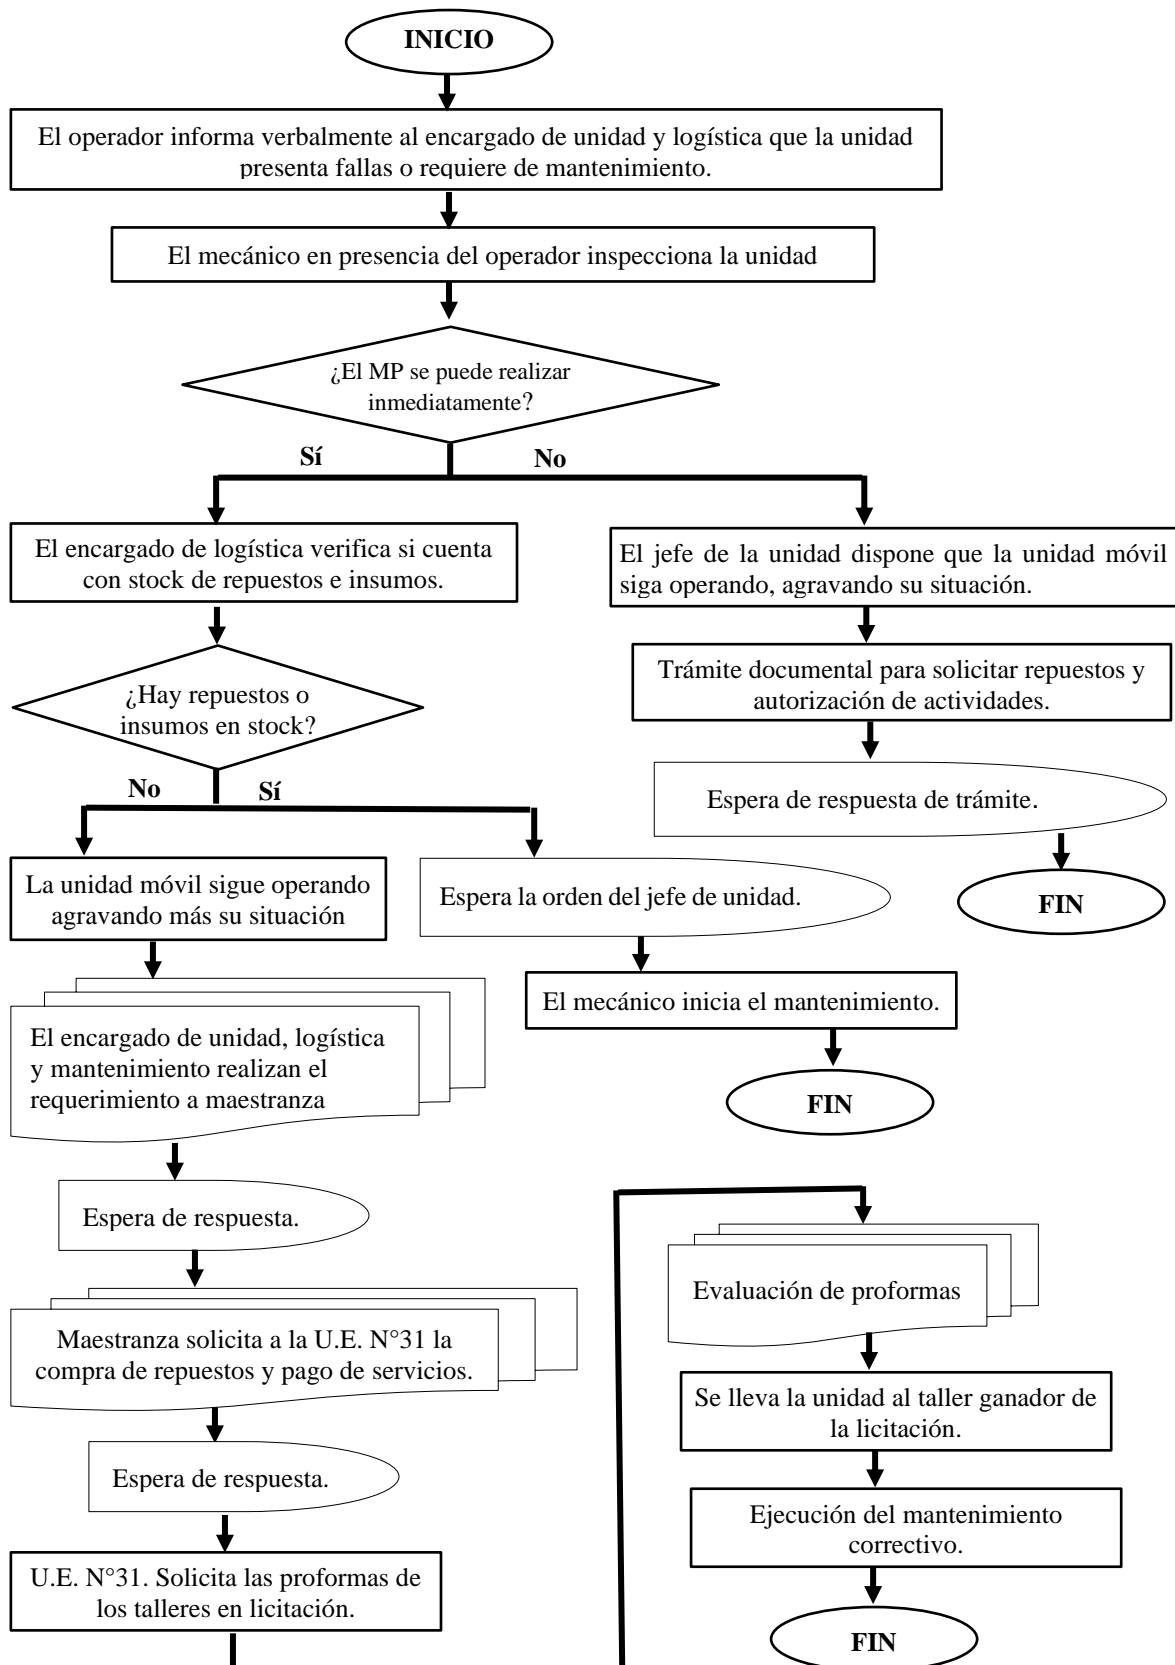 INICIO
El operador informa verbalmente al encargado de unidad y logística que la unidad
presenta fallas o requiere de mantenimiento.
El mecánico en presencia del operador inspecciona la unidad
¿El MP se puede realizar
inmediatamente?
Sí
No
El encargado de logística verifica si cuenta
con stock de repuestos e insumos.
El jefe de la unidad dispone que la unidad móvil
siga operando, agravando su situación.
¿Hay repuestos o
insumos en stock?
Trámite documental para solicitar repuestos y
autorización de actividades.
No
Sí
Espera de respuesta de trámite.
La unidad móvil sigue operando
agravando más su situación
Espera la orden del jefe de unidad.
FIN
El mecánico inicia el mantenimiento.
FIN
El encargado de unidad, logística
y mantenimiento realizan el
requerimiento a maestranza
Espera de respuesta.
Maestranza solicita a la U.E. N°31 la
compra de repuestos y pago de servicios.
Espera de respuesta.
U.E. N°31. Solicita las proformas de
los talleres en licitación.
Evaluación de proformas
Se lleva la unidad al taller ganador de
la licitación.
Ejecución del mantenimiento
correctivo.
FIN